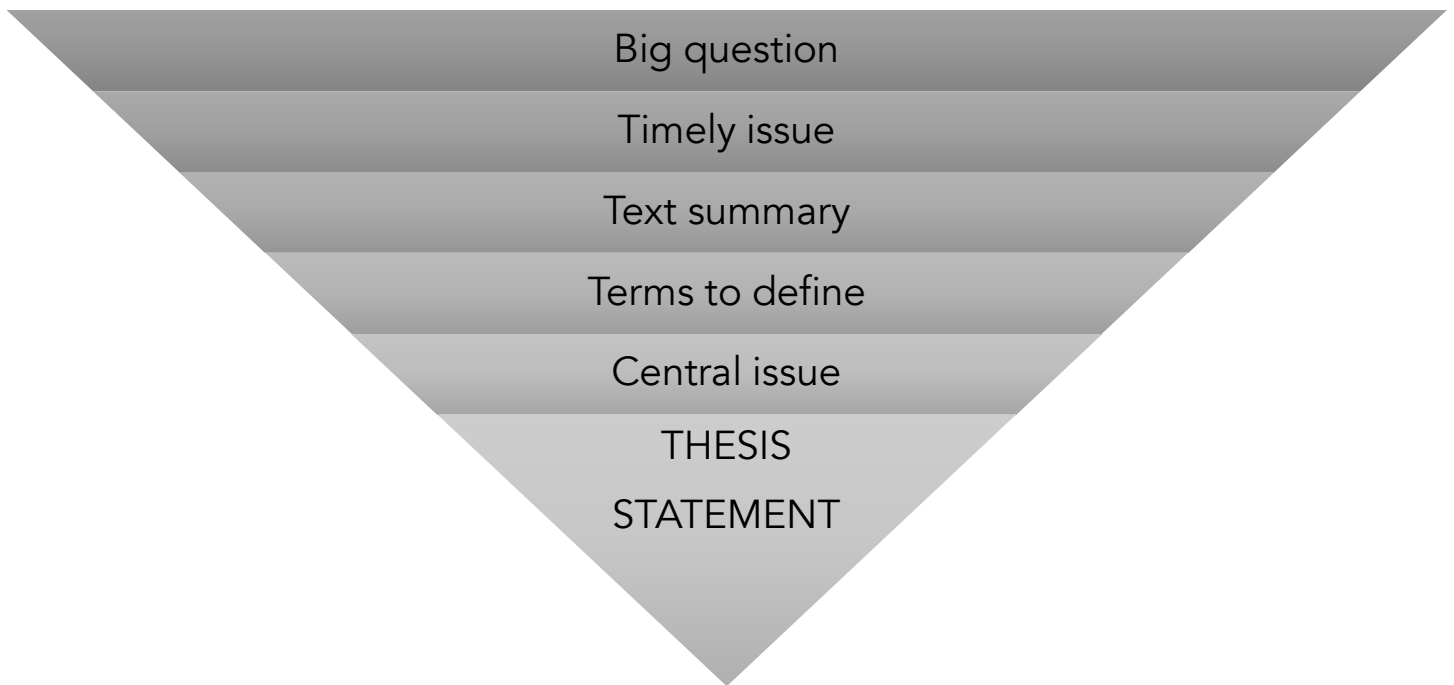 Big question
Timely issue
Text summary
Terms to define
Central issue
THESIS
STATEMENT